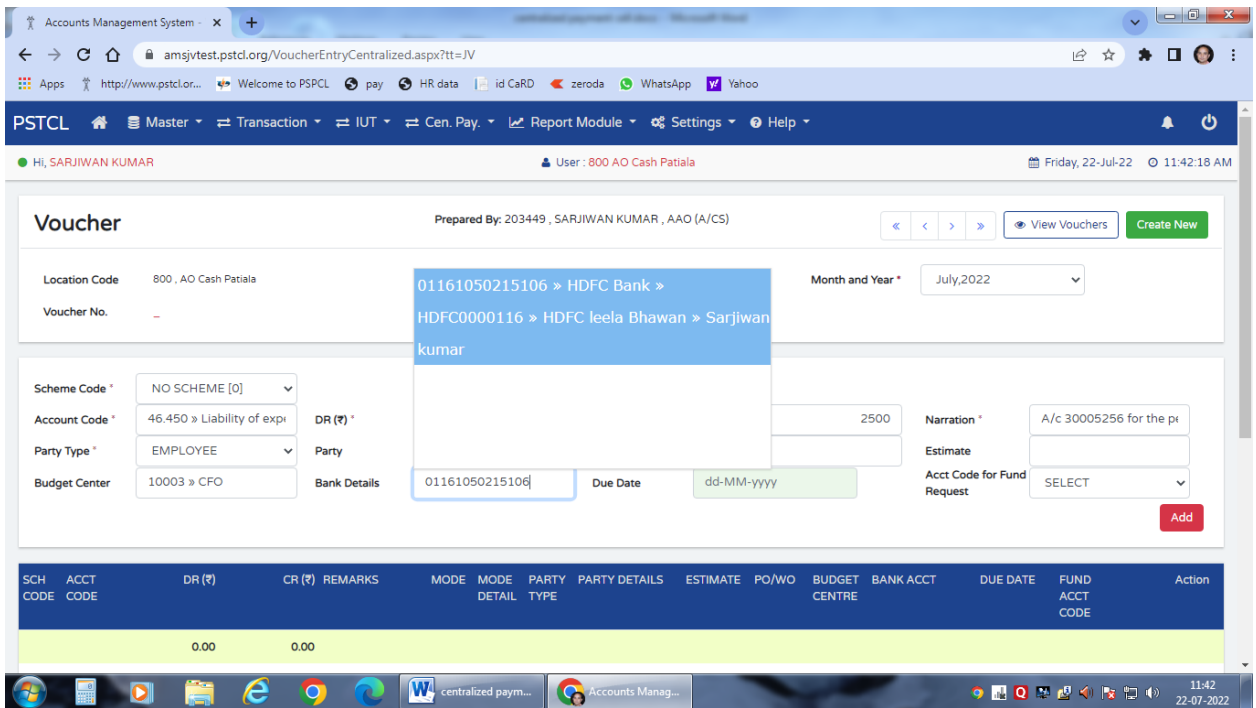 Accounts Management System -
amsjvtest.pstcl.org/VoucherEntryCentralized.aspx?tt=JV
Apps http://www.pstcl.or... Welcome to PSPCL pay HR data id CaRD zeroda WhatsApp Yahoo
PSTCL Master Transaction IUT Cen. Pay. Report Module Settings Help
Hi, SARJIWAN KUMAR User : 800 AO Cash Patiala Friday, 22-Jul-22 11:42:18 AM
Voucher Prepared By: 203449 , SARJIWAN KUMAR , AAO (A/CS) « ‹ › » View Vouchers Create New
Location Code 800 , AO Cash Patiala Month and Year * July,2022
Voucher No. _
01161050215106 » HDFC Bank »
HDFC0000116 » HDFC leela Bhawan » Sarjiwan
kumar
Scheme Code * NO SCHEME [0]
Account Code * 46.450 » Liability of expe DR (₹) * 2500 Narration * A/c 30005256 for the pe
Party Type * EMPLOYEE Party Estimate
Budget Center 10003 » CFO Bank Details 01161050215106 Due Date dd-MM-yyyy Acct Code for Fund Request SELECT
Add
SCH CODE ACCT CODE DR (₹) CR (₹) REMARKS MODE MODE DETAIL PARTY TYPE PARTY DETAILS ESTIMATE PO/WO BUDGET CENTRE BANK ACCT DUE DATE FUND ACCT CODE Action
0.00 0.00
centralized paym... Accounts Manag... 11:42
22-07-2022